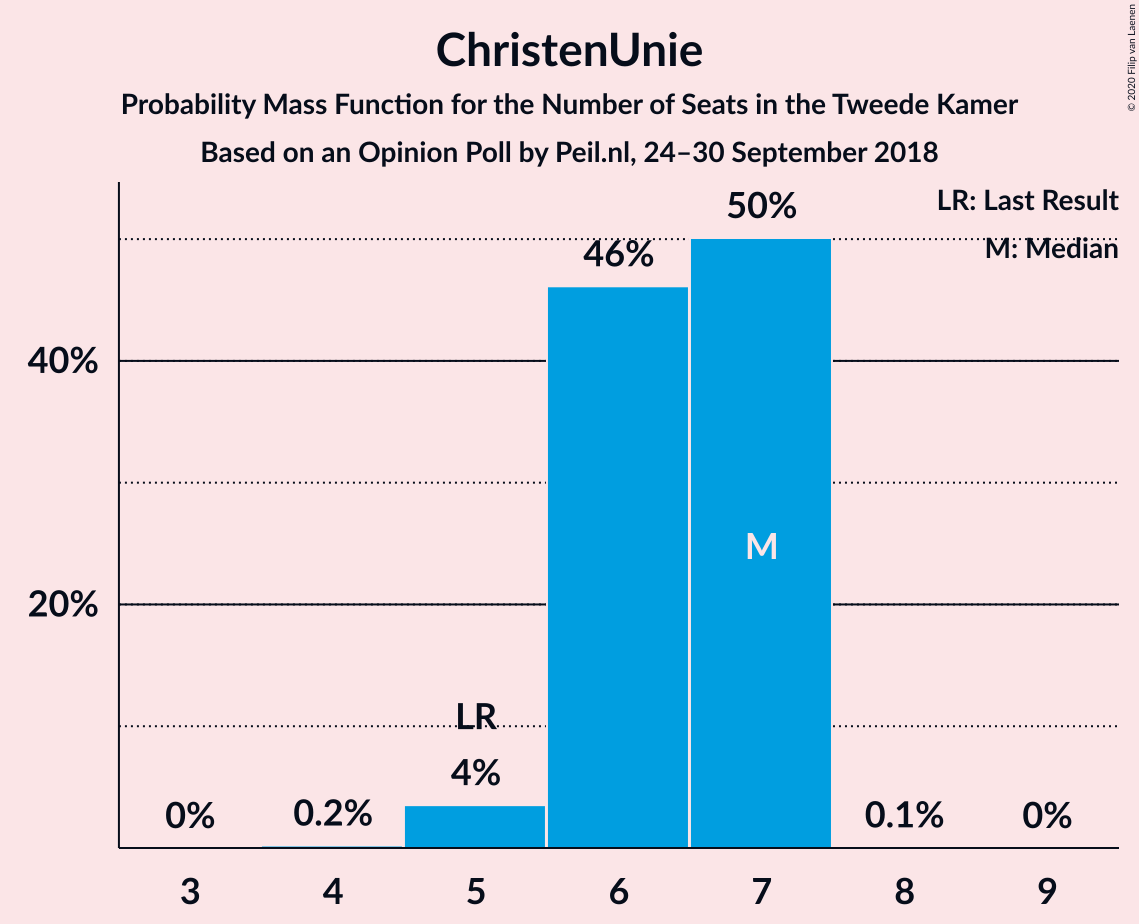 ChristenUnie
Probability Mass Function for the Number of Seats in the Tweede Kamer
Based on an Opinion Poll by Peil.nl, 24–30 September 2018
© 2020 Filip van Laenen
LR: Last Result
M: Median
50%
46%
40%
M
20%
LR
4%
0%
0.2%
0.1%
0%
3 4 5 6 7 8 9